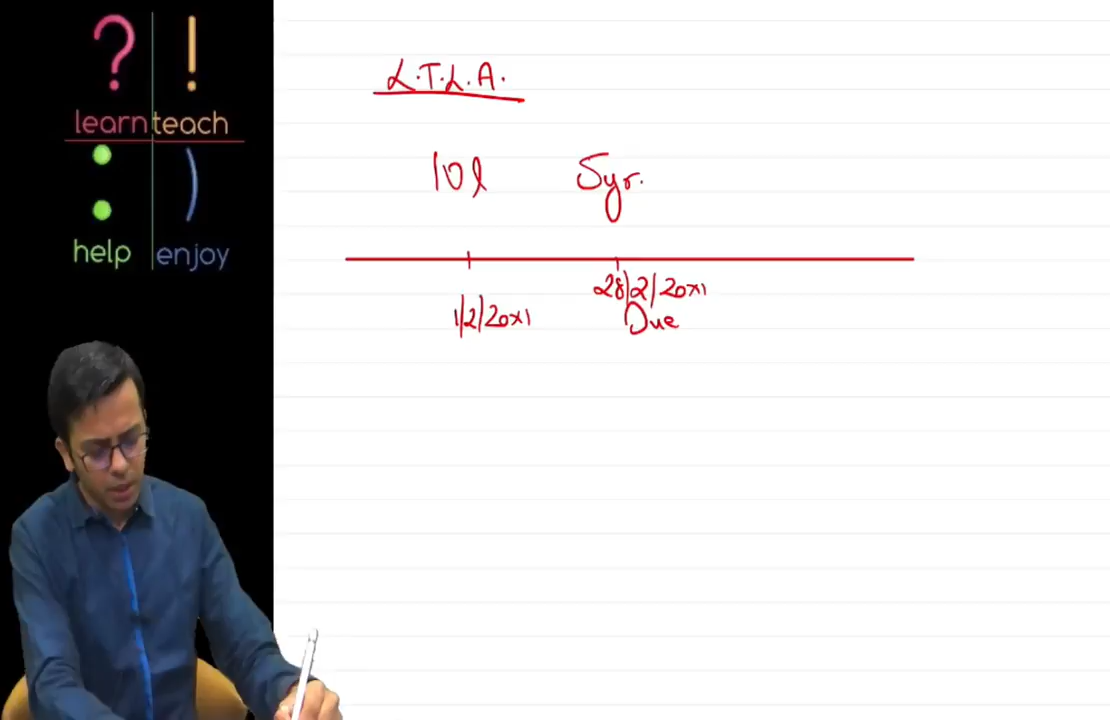 ? !
learn teach
: )
help enjoy
L.T.L.A.
10l 5yr.
1/2/20x1
28/2/20x1
Due